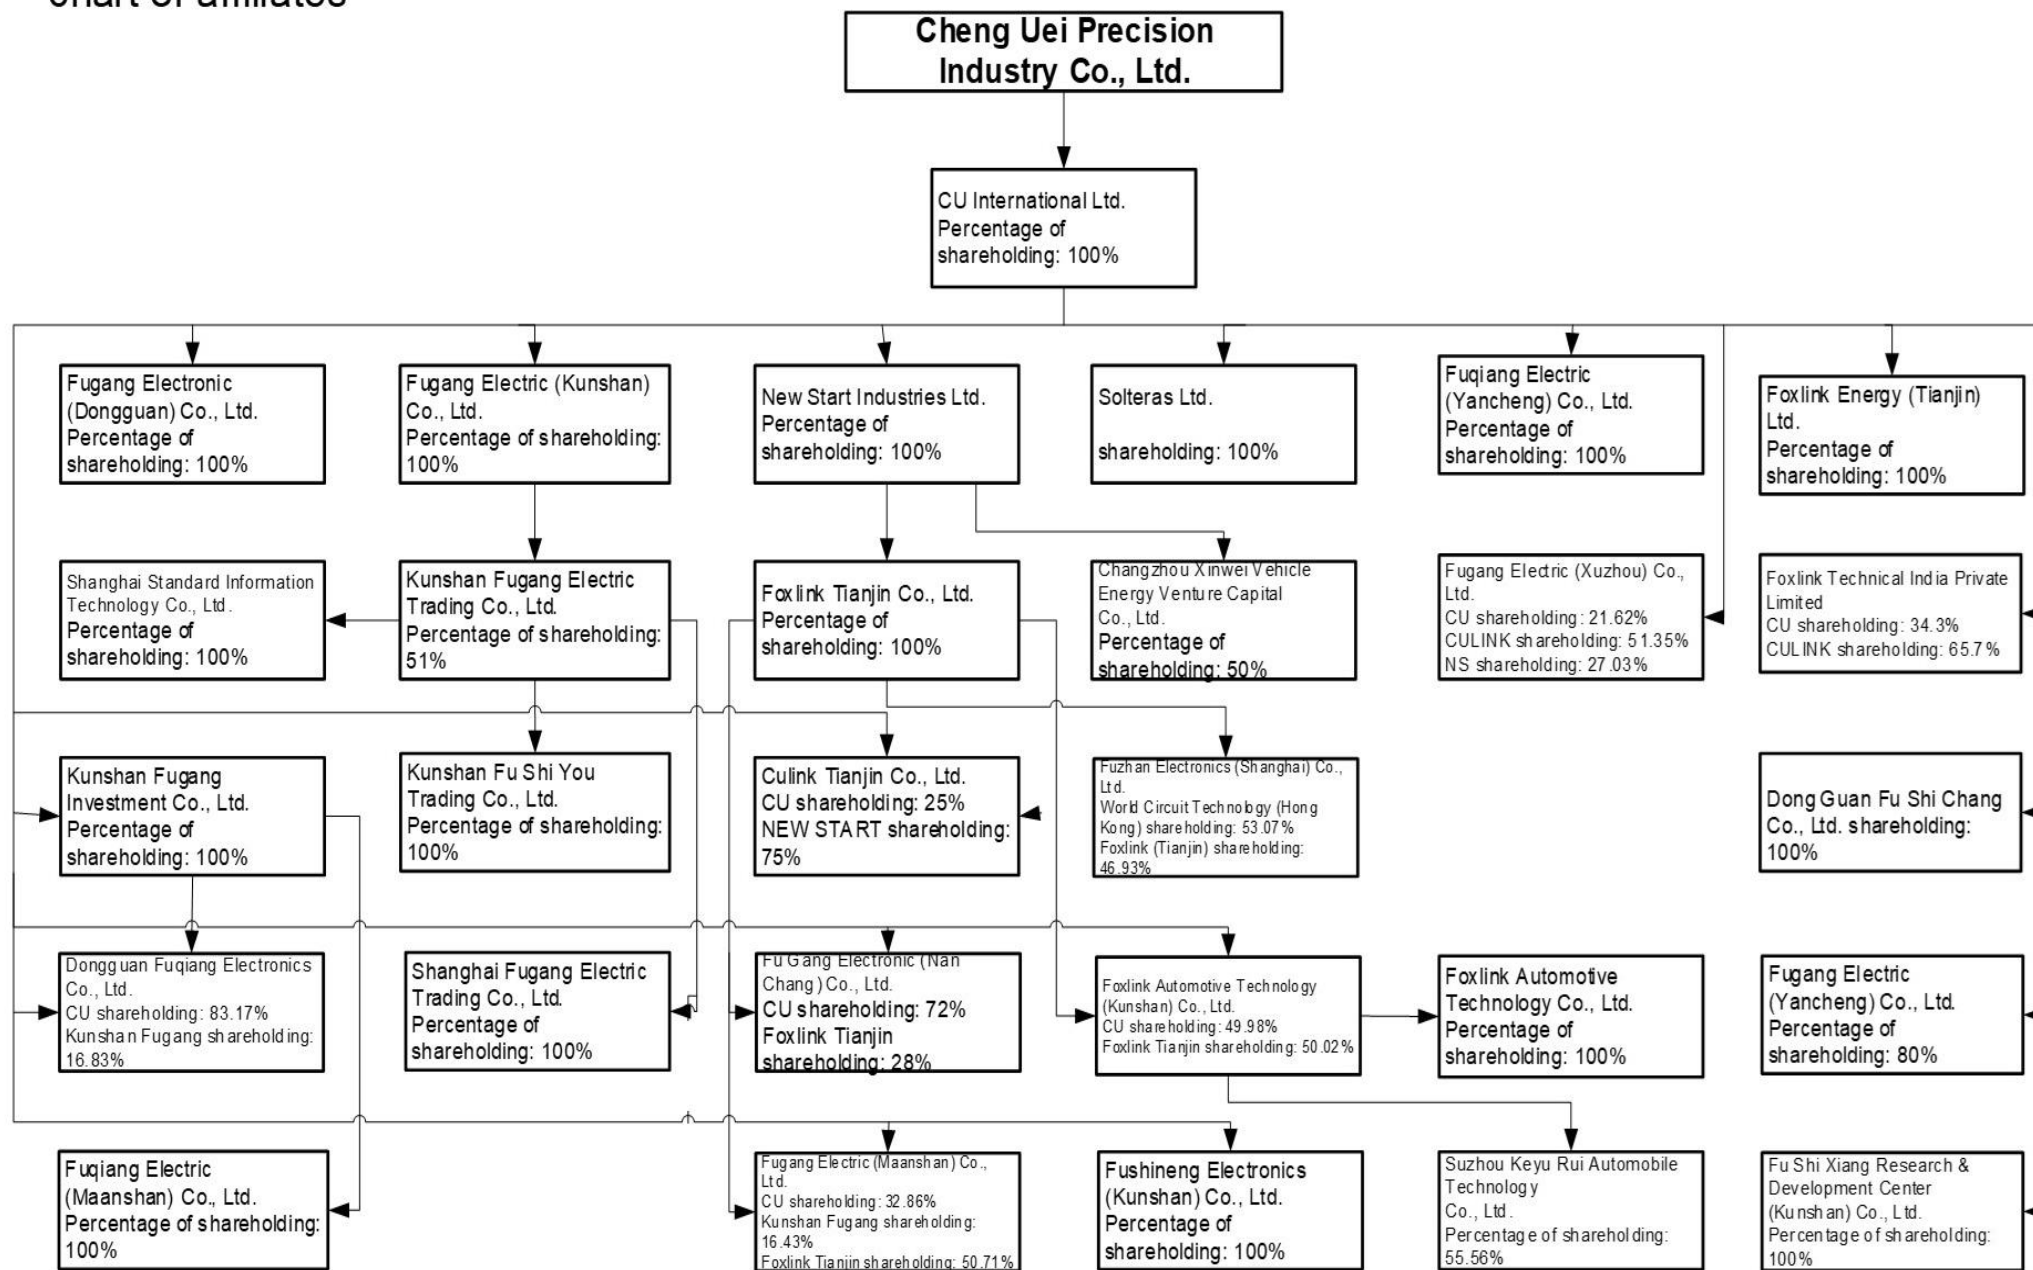 chart of affiliates
Cheng Uei Precision
Industry Co., Ltd.
CU International Ltd.
Percentage of
shareholding: 100%
Fugang Electronic
(Dongguan) Co., Ltd.
Percentage of
shareholding: 100%
Fugang Electric (Kunshan)
Co., Ltd.
Percentage of shareholding:
100%
New Start Industries Ltd.
Percentage of
shareholding: 100%
Solteras Ltd.
shareholding: 100%
Fuqiang Electric
(Yancheng) Co., Ltd.
Percentage of
shareholding: 100%
Foxlink Energy (Tianjin)
Ltd.
Percentage of
shareholding: 100%
Shanghai Standard Information
Technology Co., Ltd.
Percentage of
shareholding: 100%
Kunshan Fugang Electric
Trading Co., Ltd.
Percentage of shareholding:
51%
Foxlink Tianjin Co., Ltd.
Percentage of
shareholding: 100%
Changzhou Xinwei Vehicle
Energy Venture Capital
Co., Ltd.
Percentage of
shareholding: 50%
Fugang Electric (Xuzhou) Co.,
Ltd.
CU shareholding: 21.62%
CULINK shareholding: 51.35%
NS shareholding: 27.03%
Foxlink Technical India Private
Limited
CU shareholding: 34.3%
CULINK shareholding: 65.7%
Kunshan Fugang
Investment Co., Ltd.
Percentage of
shareholding: 100%
Kunshan Fu Shi You
Trading Co., Ltd.
Percentage of shareholding:
100%
Culink Tianjin Co., Ltd.
CU shareholding: 25%
NEW START shareholding:
75%
Fuzhan Electronics (Shanghai) Co.,
Ltd.
World Circuit Technology (Hong
Kong) shareholding: 53.07%
Foxlink (Tianjin) shareholding:
46.93%
Dong Guan Fu Shi Chang
Co., Ltd. shareholding:
100%
Dongguan Fuqiang Electronics
Co., Ltd.
CU shareholding: 83.17%
Kunshan Fugang shareholding:
16.83%
Shanghai Fugang Electric
Trading Co., Ltd.
Percentage of
shareholding: 100%
Fu Gang Electronic (Nan
Chang) Co., Ltd.
CU shareholding: 72%
Foxlink Tianjin
shareholding: 28%
Foxlink Automotive Technology
(Kunshan) Co., Ltd.
CU shareholding: 49.98%
Foxlink Tianjin shareholding: 50.02%
Foxlink Automotive
Technology Co., Ltd.
Percentage of
shareholding: 100%
Fugang Electric
(Yancheng) Co., Ltd.
Percentage of
shareholding: 80%
Fuqiang Electric
(Maanshan) Co., Ltd.
Percentage of shareholding:
100%
Fugang Electric (Maanshan) Co.,
Ltd.
CU shareholding: 32.86%
Kunshan Fugang shareholding:
16.43%
Foxlink Tianjin shareholding: 50.71%
Fushineng Electronics
(Kunshan) Co., Ltd.
Percentage of
shareholding: 100%
Suzhou Keyu Rui Automobile
Technology
Co., Ltd.
Percentage of shareholding:
55.56%
Fu Shi Xiang Research &
Development Center
(Kunshan) Co., Ltd.
Percentage of shareholding:
100%